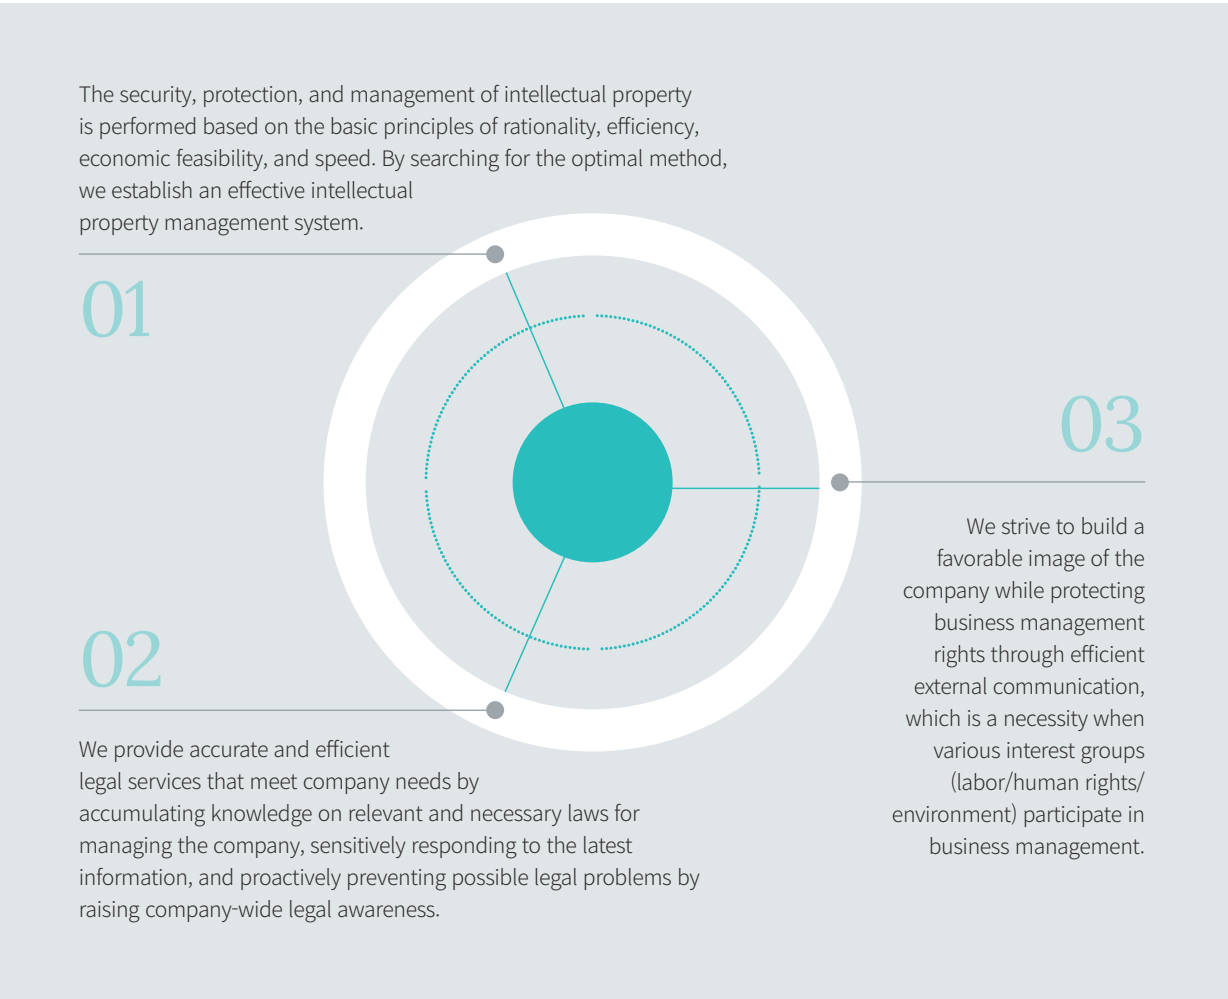 The security, protection, and management of intellectual property
is performed based on the basic principles of rationality, efficiency,
economic feasibility, and speed. By searching for the optimal method,
we establish an effective intellectual
property management system.
01
02
We provide accurate and efficient
legal services that meet company needs by
accumulating knowledge on relevant and necessary laws for
managing the company, sensitively responding to the latest
information, and proactively preventing possible legal problems by
raising company-wide legal awareness.
03
We strive to build a
favorable image of the
company while protecting
business management
rights through efficient
external communication,
which is a necessity when
various interest groups
(labor/human rights/
environment) participate in
business management.